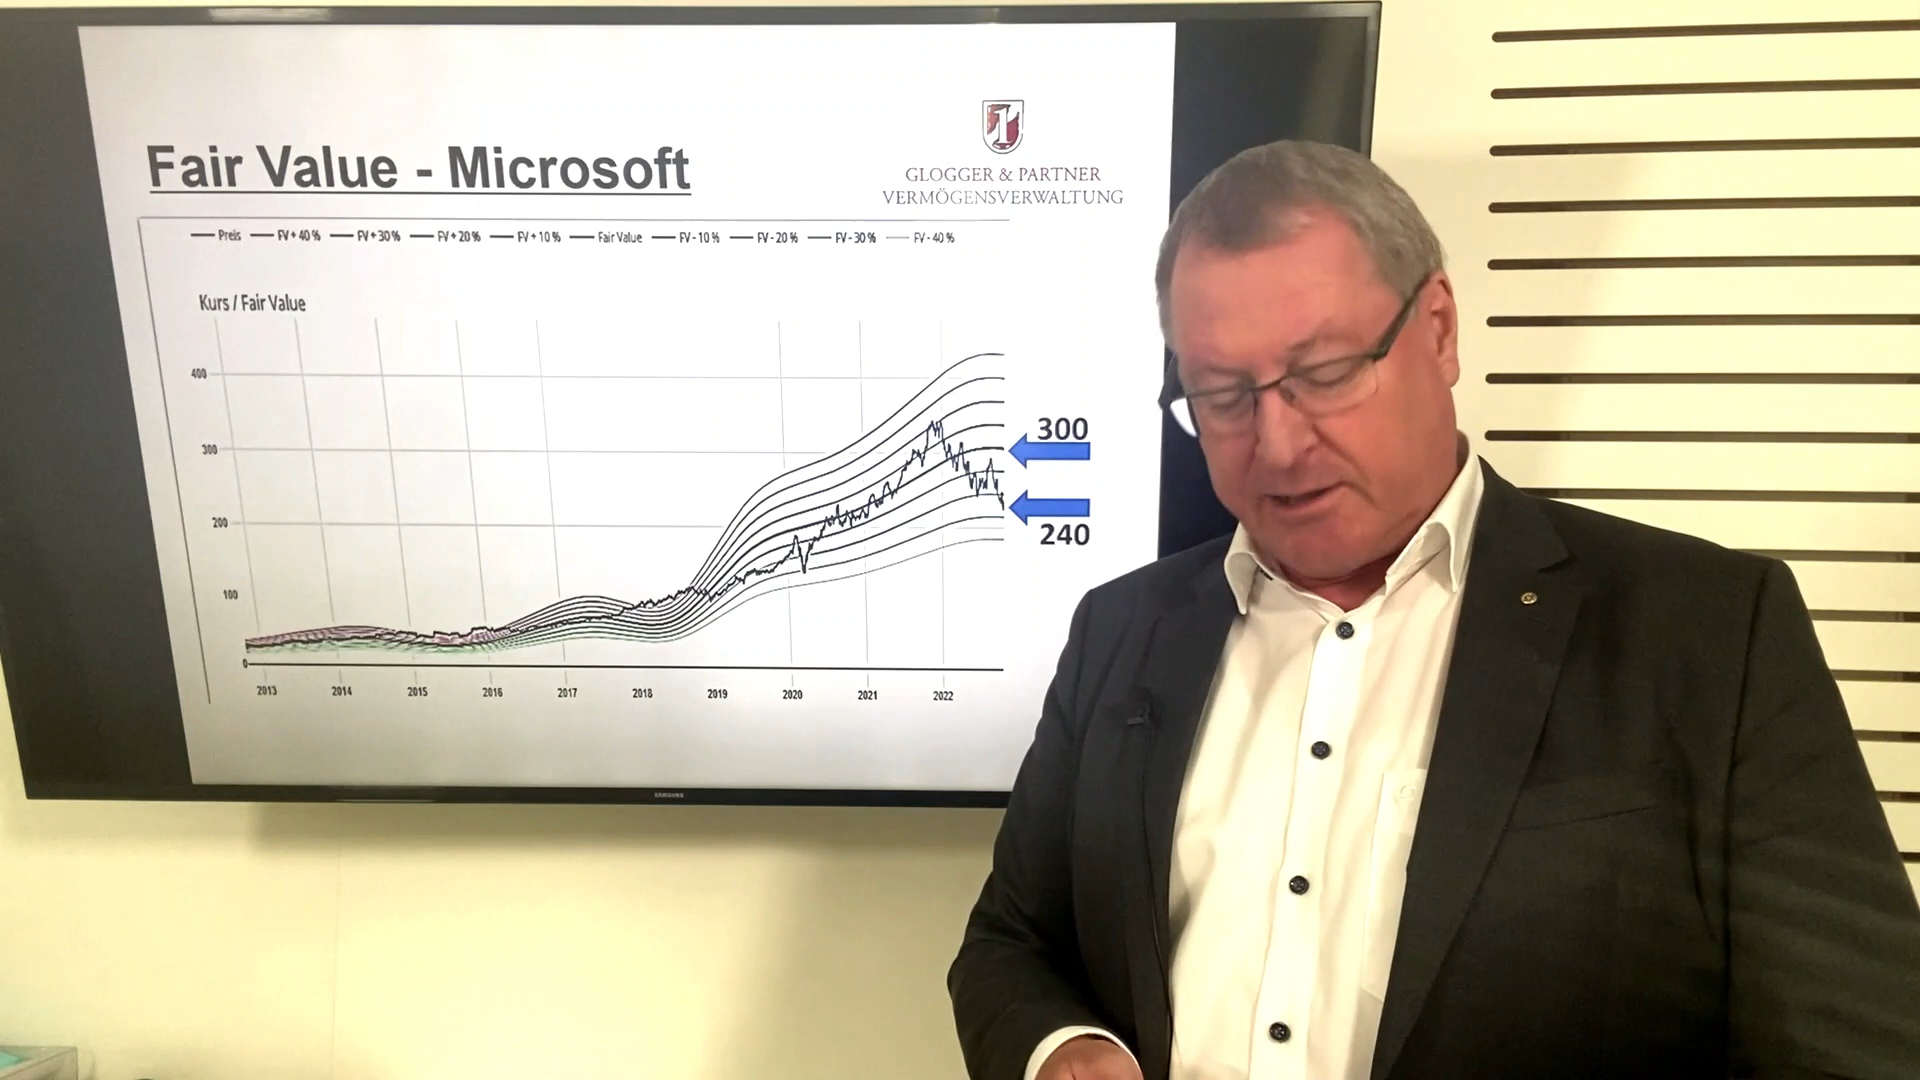 Fair Value - Microsoft
1
GLOGGER & PARTNER
VERMÖGENSVERWALTUNG
Preis FV + 40 % FV + 30 % FV + 20 % FV + 10 % Fair Value FV - 10 % FV - 20 % FV - 30 % FV - 40 %
Kurs / Fair Value
400
300
200
100
0
300
240
2013 2014 2015 2016 2017 2018 2019 2020 2021 2022
SAMSUNG